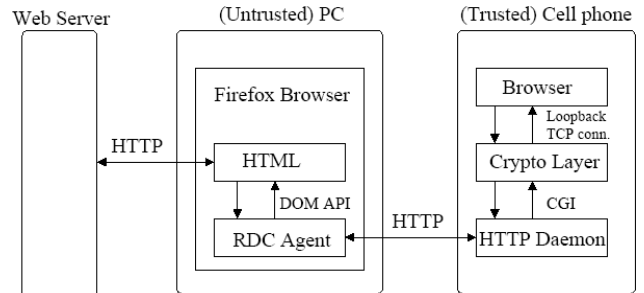 Web Server
(Untrusted) PC
(Trusted) Cell phone
Firefox Browser
Browser
Loopback
TCP conn.
HTTP
HTML
Crypto Layer
DOM API
CGI
RDC Agent
HTTP
HTTP Daemon